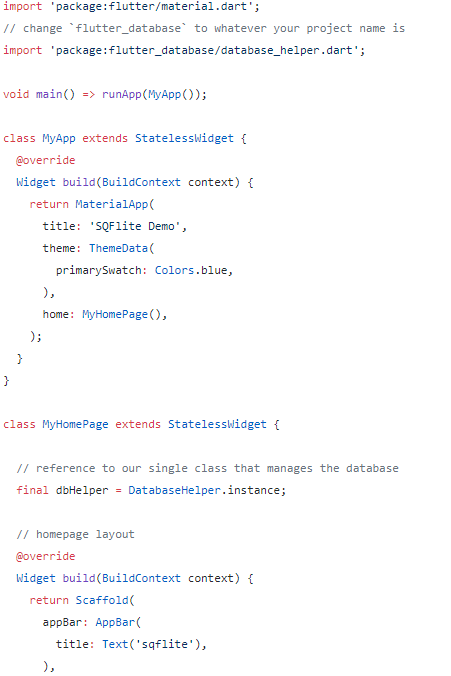 import 'package:flutter/material.dart';
// change `flutter_database` to whatever your project name is
import 'package:flutter_database/database_helper.dart';

void main() => runApp(MyApp());

class MyApp extends StatelessWidget {
  @override
  Widget build(BuildContext context) {
    return MaterialApp(
      title: 'SQFlite Demo',
      theme: ThemeData(
        primarySwatch: Colors.blue,
      ),
      home: MyHomePage(),
    );
  }
}

class MyHomePage extends StatelessWidget {

  // reference to our single class that manages the database
  final dbHelper = DatabaseHelper.instance;

  // homepage layout
  @override
  Widget build(BuildContext context) {
    return Scaffold(
      appBar: AppBar(
        title: Text('sqflite'),
      ),